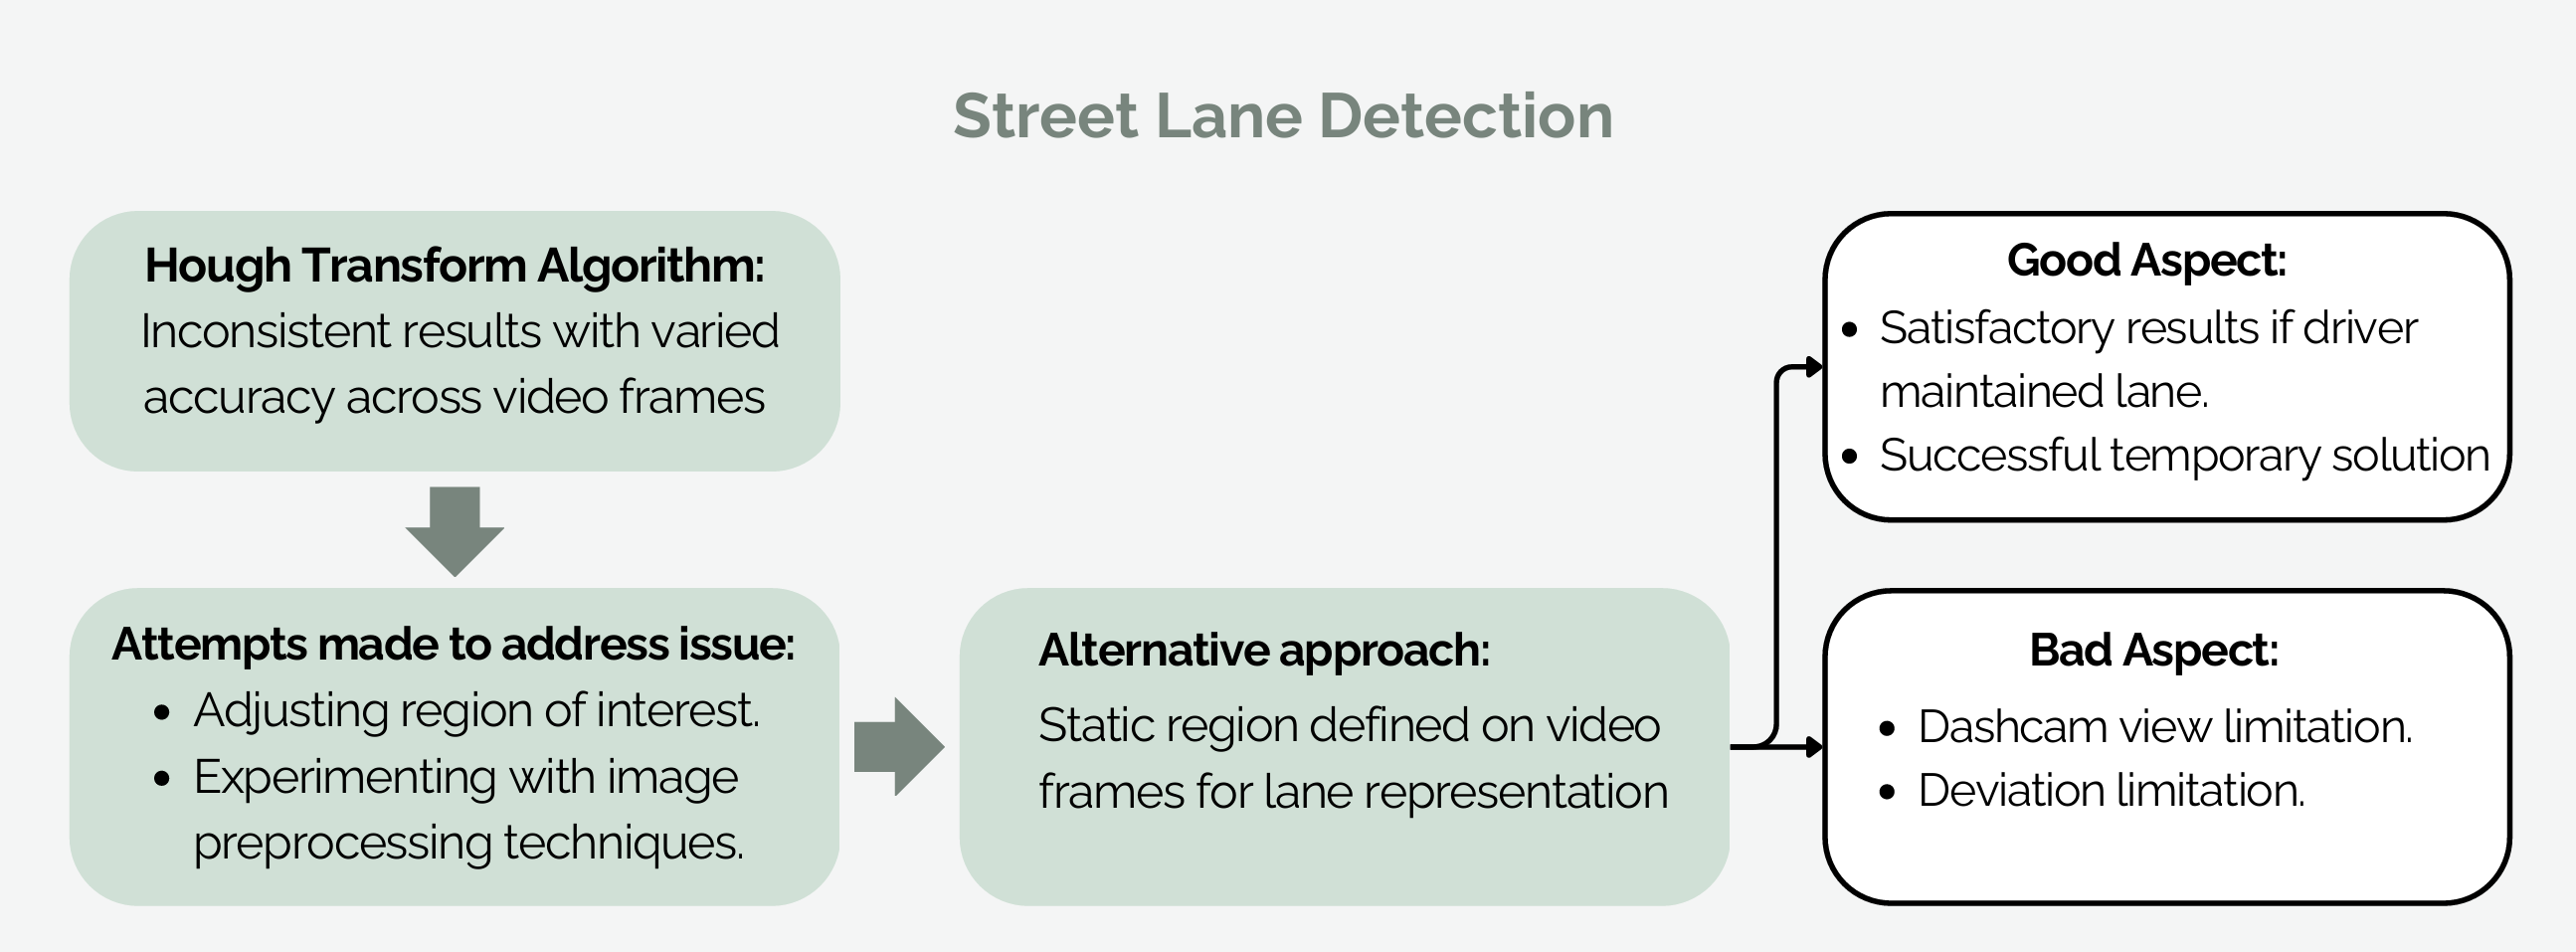 Street Lane Detection
Hough Transform Algorithm:
Inconsistent results with varied
accuracy across video frames
Attempts made to address issue:
• Adjusting region of interest.
• Experimenting with image
preprocessing techniques.
Alternative approach:
Static region defined on video
frames for lane representation
Good Aspect:
• Satisfactory results if driver
maintained lane.
• Successful temporary solution
Bad Aspect:
• Dashcam view limitation.
• Deviation limitation.